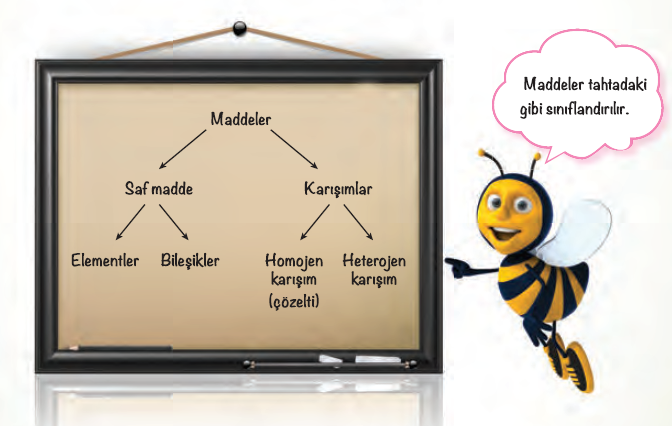 Maddeler tahtadaki
gibi sınıflandırılır.
Maddeler
Saf madde
Karışımlar
Elementler
Bileşikler
Homojen
karışım
(çözelti)
Heterojen
karışım